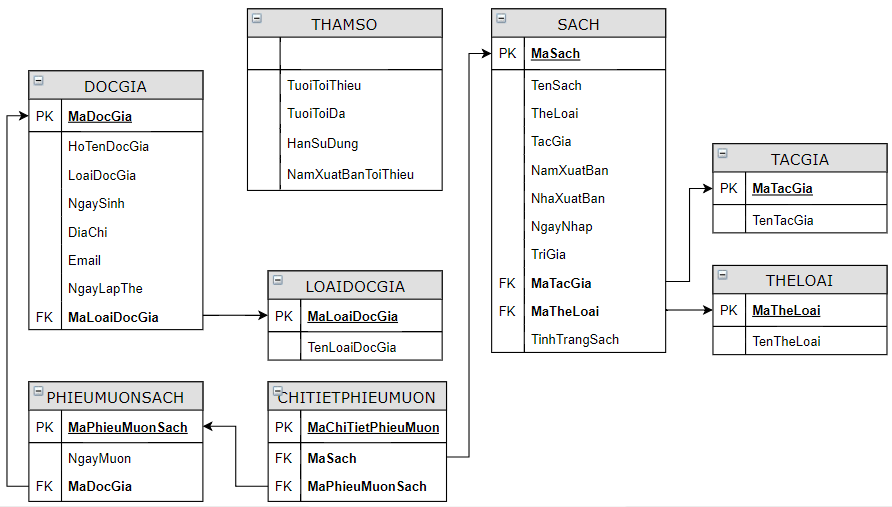 THAMSO
TuoiToiThieu
TuoiToiDa
HanSuDung
NamXuatBanToiThieu
SACH
PK MaSach
TenSach
TheLoai
TacGia
NamXuatBan
NhaXuatBan
NgayNhap
TriGia
FK MaTacGia
FK MaTheLoai
TinhTrangSach
DOCGIA
PK MaDocGia
HoTenDocGia
LoaiDocGia
NgaySinh
DiaChi
Email
NgayLapThe
FK MaLoaiDocGia
TACGIA
PK MaTacGia
TenTacGia
LOAIDOCGIA
PK MaLoaiDocGia
TenLoaiDocGia
THELOAI
PK MaTheLoai
TenTheLoai
PHIEUMUONSACH
PK MaPhieuMuonSach
NgayMuon
FK MaDocGia
CHITIETPHIEUMUON
PK MaChiTietPhieuMuon
FK MaSach
FK MaPhieuMuonSach